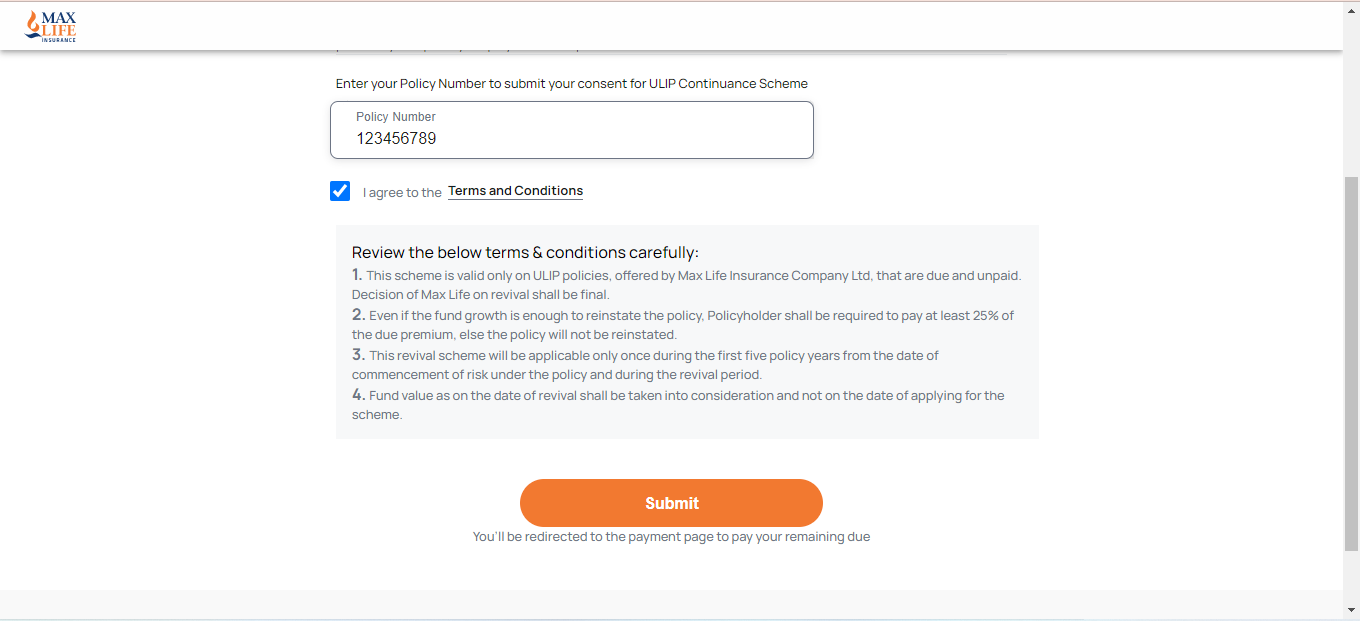 MAX
LIFE
INSURANCE
Enter your Policy Number to submit your consent for ULIP Continuance Scheme
Policy Number
123456789
I agree to the Terms and Conditions
Review the below terms & conditions carefully:
1. This scheme is valid only on ULIP policies, offered by Max Life Insurance Company Ltd, that are due and unpaid.
Decision of Max Life on revival shall be final.
2. Even if the fund growth is enough to reinstate the policy, Policyholder shall be required to pay at least 25% of
the due premium, else the policy will not be reinstated.
3. This revival scheme will be applicable only once during the first five policy years from the date of
commencement of risk under the policy and during the revival period.
4. Fund value as on the date of revival shall be taken into consideration and not on the date of applying for the
scheme.
Submit
You'll be redirected to the payment page to pay your remaining due